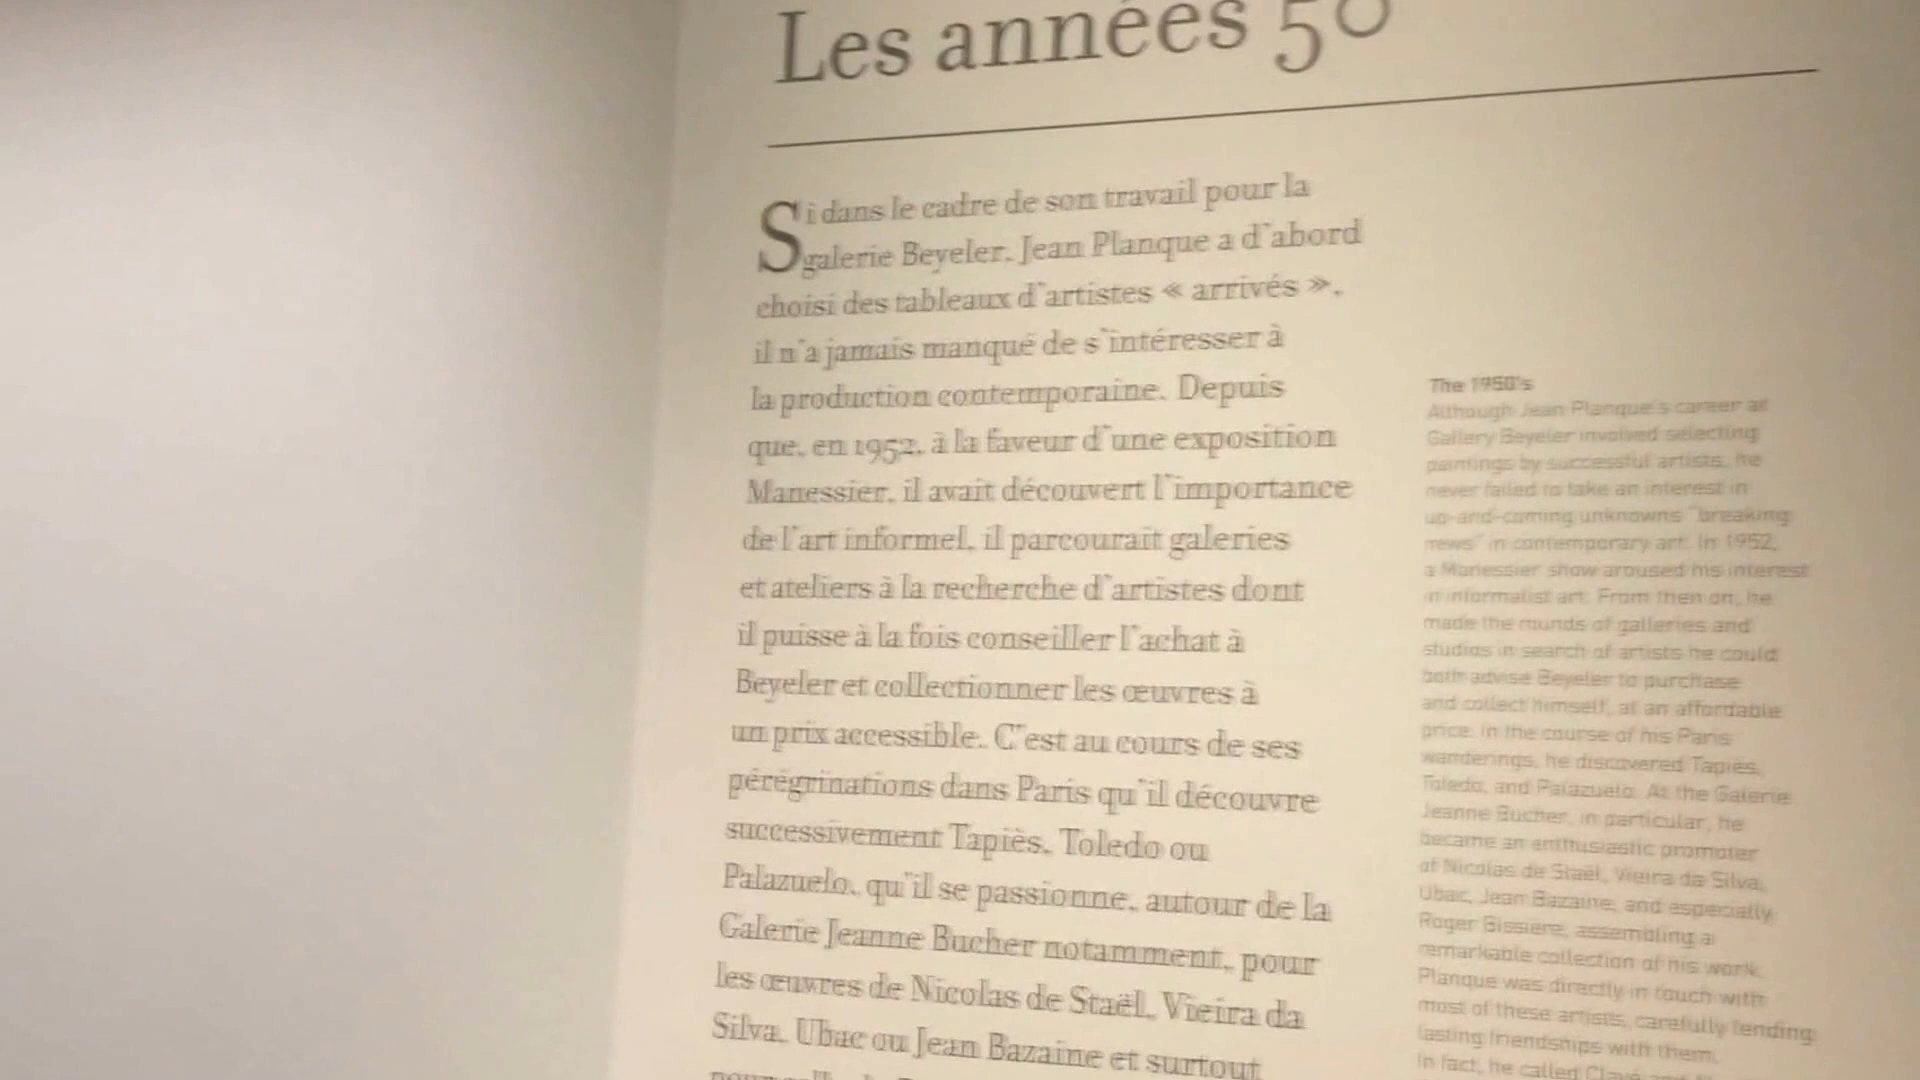 Les années 50
Si dans le cadre de son travail pour la
galerie Beyeler, Jean Planque a d'abord
choisi des tableaux d'artistes « arrivés »,
il n'a jamais manqué de s'intéresser à
la production contemporaine. Depuis
que, en 1952, à la faveur d'une exposition
Manessier, il avait découvert l'importance
de l'art informel, il parcourait galeries
et ateliers à la recherche d'artistes dont
il puisse à la fois conseiller l'achat à
Beyeler et collectionner les œuvres à
un prix accessible. C'est au cours de ses
pérégrinations dans Paris qu'il découvre
successivement Tapiès, Toledo ou
Palazuelo, qu'il se passionne, autour de la
Galerie Jeanne Bucher notamment, pour
les œuvres de Nicolas de Staël, Vieira da
Silva, Ubac ou Jean Bazaine et surtout
The 1950's
Although Jean Planque's career at
Gallery Beyeler involved selecting
paintings by successful artists, he
never failed to take an interest in
up-and-coming unknowns "breaking
news" in contemporary art. In 1952,
a Manessier show aroused his interest
in informalist art. From then on, he
made the rounds of galleries and
studios in search of artists he could
both advise Beyeler to purchase
and collect himself, at an affordable
price. In the course of his Paris
wanderings, he discovered Tapiès,
Toledo, and Palazuelo. At the Galerie
Jeanne Bucher, in particular, he
became an enthusiastic promoter
of Nicolas de Staël, Vieira da Silva,
Ubac, Jean Bazaine, and especially
Roger Bissière, assembling a
remarkable collection of his work.
Planque was directly in touch with
most of these artists, carefully tending
lasting friendships with them.
In fact, he called Clavé and